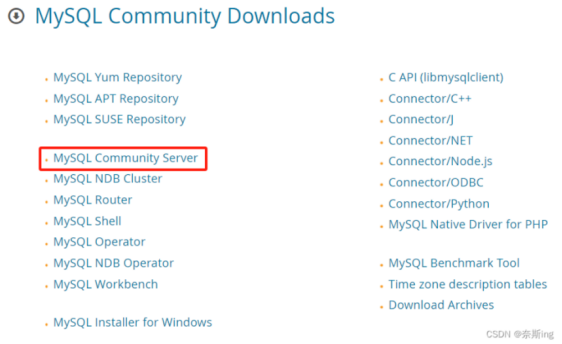 MySQL Community Downloads
MySQL Yum Repository
MySQL APT Repository
MySQL SUSE Repository
MySQL Community Server
MySQL NDB Cluster
MySQL Router
MySQL Shell
MySQL Operator
MySQL NDB Operator
MySQL Workbench
MySQL Installer for Windows
C API (libmysqlclient)
Connector/C++
Connector/J
Connector/NET
Connector/Node.js
Connector/ODBC
Connector/Python
MySQL Native Driver for PHP
MySQL Benchmark Tool
Time zone description tables
Download Archives
CSDN @奈斯ing